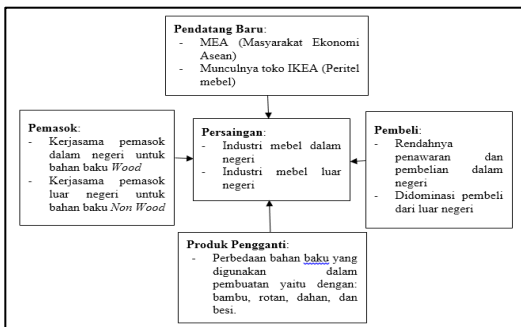 Pendatang Baru:
- MEA (Masyarakat Ekonomi
Asean)
- Munculnya toko IKEA (Peritel
mebel)
Pemasok:
- Kerjasama pemasok
dalam negeri untuk
bahan baku Wood
- Kerjasama pemasok
luar negeri untuk
bahan baku Non Wood
Persaingan:
- Industri mebel dalam
negeri
- Industri mebel luar
negeri
Pembeli:
- Rendahnya
penawaran dan
pembelian dalam
negeri
- Didominasi pembeli
dari luar negeri
Produk Pengganti:
- Perbedaan bahan baku yang
digunakan dalam
pembuatan yaitu dengan:
bambu, rotan, dahan, dan
besi.